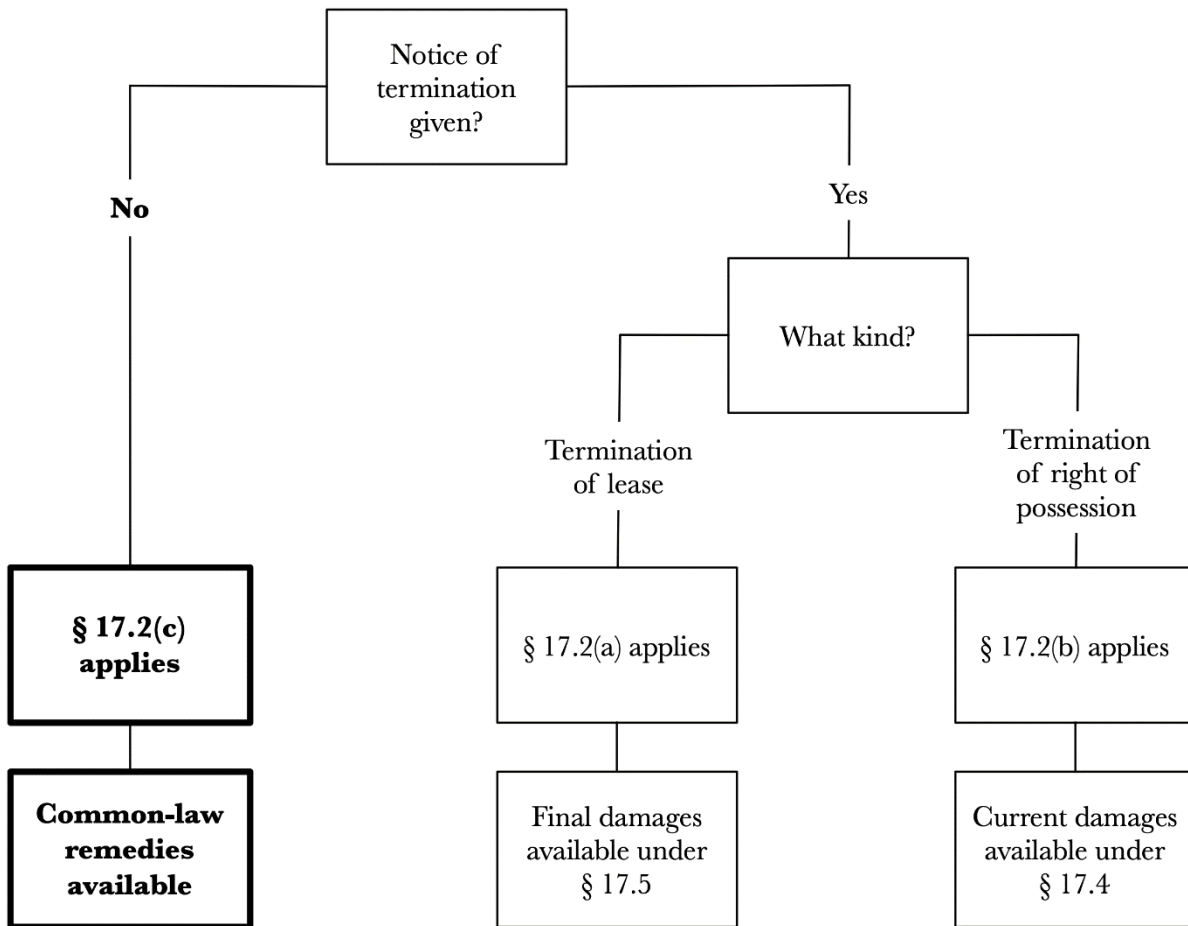 Notice of
termination
given?
No
Yes
What kind?
Termination
of lease
Termination
of right of
possession
§ 17.2(c)
applies
§ 17.2(a) applies
§ 17.2(b) applies
Common-law
remedies
available
Final damages
available under
§ 17.5
Current damages
available under
§ 17.4